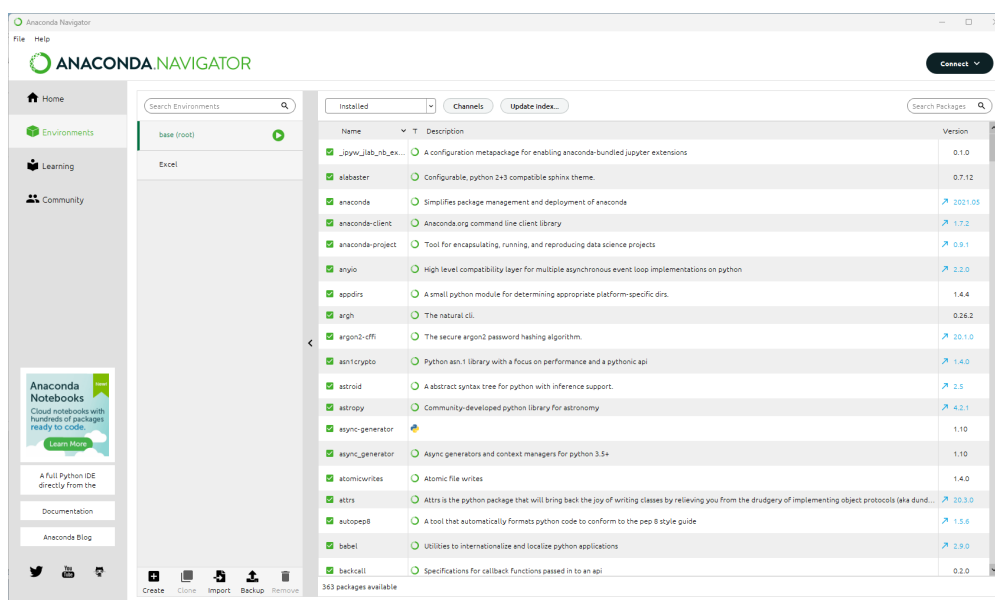 Anaconda Navigator
File Help
ANACONDA.NAVIGATOR
Connect
Home
Environments
Learning
Community
Search Environments
base (root)
Excel
Installed
Channels
Update Index...
Search Packages
Name T Description Version
_ipyw_jlab_nb_ex... A configuration metapackage for enabling anaconda-bundled jupyter extensions 0.1.0
alabaster Configurable, python 2+3 compatible sphinx theme. 0.7.12
anaconda Simplifies package management and deployment of anaconda 2021.05
anaconda-client Anaconda.org command line client library 1.7.2
anaconda-project Tool for encapsulating, running, and reproducing data science projects 0.9.1
anyio High level compatibility layer for multiple asynchronous event loop implementations on python 2.2.0
appdirs A small python module for determining appropriate platform-specific dirs. 1.4.4
argh The natural cli. 0.26.2
argon2-cffi The secure argon2 password hashing algorithm. 20.1.0
asn1crypto Python asn.1 library with a focus on performance and a pythonic api 1.4.0
astroid A abstract syntax tree for python with inference support. 2.5
astropy Community-developed python library for astronomy 4.2.1
async-generator 1.10
async_generator Async generators and context managers for python 3.5+ 1.10
atomicwrites Atomic file writes 1.4.0
attrs Attrs is the python package that will bring back the joy of writing classes by relieving you from the drudgery of implementing object protocols (aka dund... 20.3.0
autopep8 A tool that automatically formats python code to conform to the pep 8 style guide 1.5.6
babel Utilities to internationalize and localize python applications 2.9.0
backcall Specifications for callback functions passed in to an api 0.2.0
363 packages available
Anaconda
Notebooks
Cloud notebooks with
hundreds of packages
ready to code.
Learn More
A full Python IDE
directly from the
Documentation
Anaconda Blog
You
Tube
Create Clone Import Backup Remove